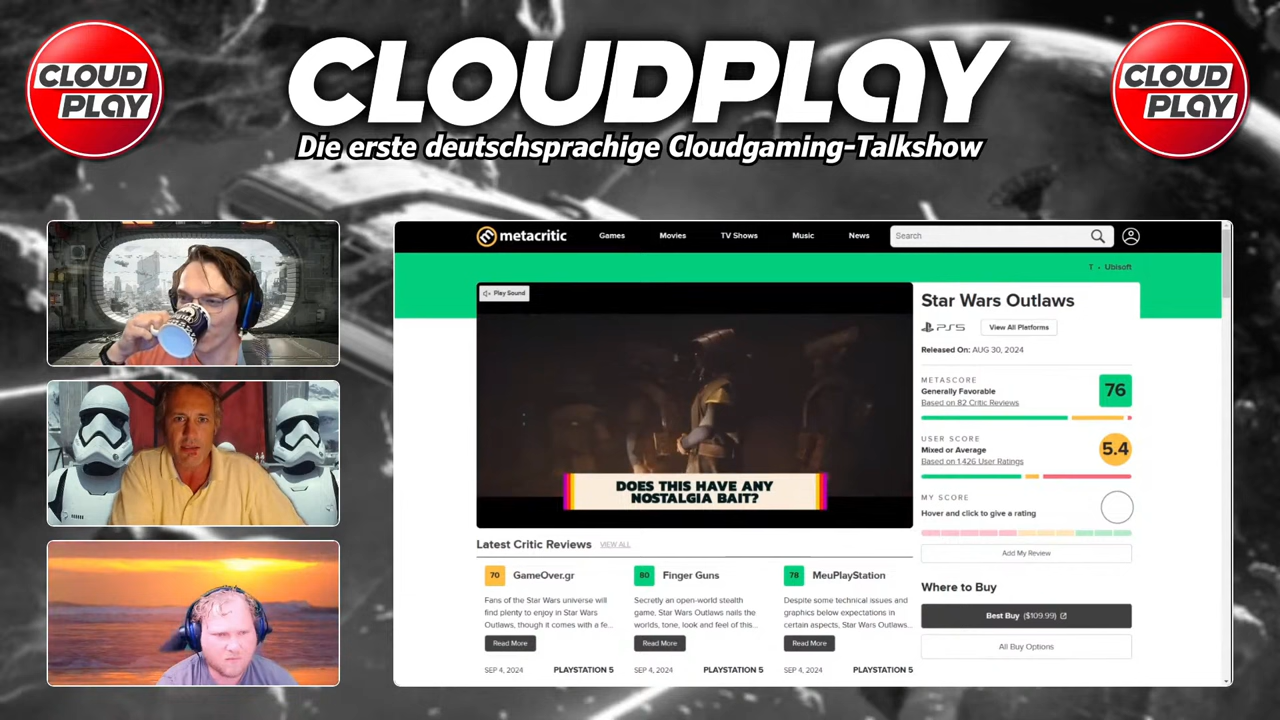 CLOUD
PLAY
CLOUDPLAY
Die erste deutschsprachige Cloudgaming-Talkshow
CLOUD
PLAY
metacritic
Games
Movies
TV Shows
Music
News
Search
T • Ubisoft
Play Sound
DOES THIS HAVE ANY
NOSTALGIA BAIT?
Star Wars Outlaws
PS5
View All Platforms
Released On: AUG 30, 2024
METASCORE
Generally Favorable
Based on 82 Critic Reviews
76
USER SCORE
Mixed or Average
Based on 1,426 User Ratings
5.4
MY SCORE
Hover and click to give a rating
Add My Review
Where to Buy
Best Buy ($109.99)
All Buy Options
Latest Critic Reviews VIEW ALL
70 GameOver.gr
Fans of the Star Wars universe will
find plenty to enjoy in Star Wars
Outlaws, though it comes with a fe...
Read More
SEP 4, 2024 PLAYSTATION 5
80 Finger Guns
Secretly an open-world stealth
game, Star Wars Outlaws nails the
worlds, tone, look and feel of this...
Read More
SEP 4, 2024 PLAYSTATION 5
78 MeuPlayStation
Despite some technical issues and
graphics below expectations in
certain aspects, Star Wars Outlaws...
Read More
SEP 4, 2024 PLAYSTATION 5